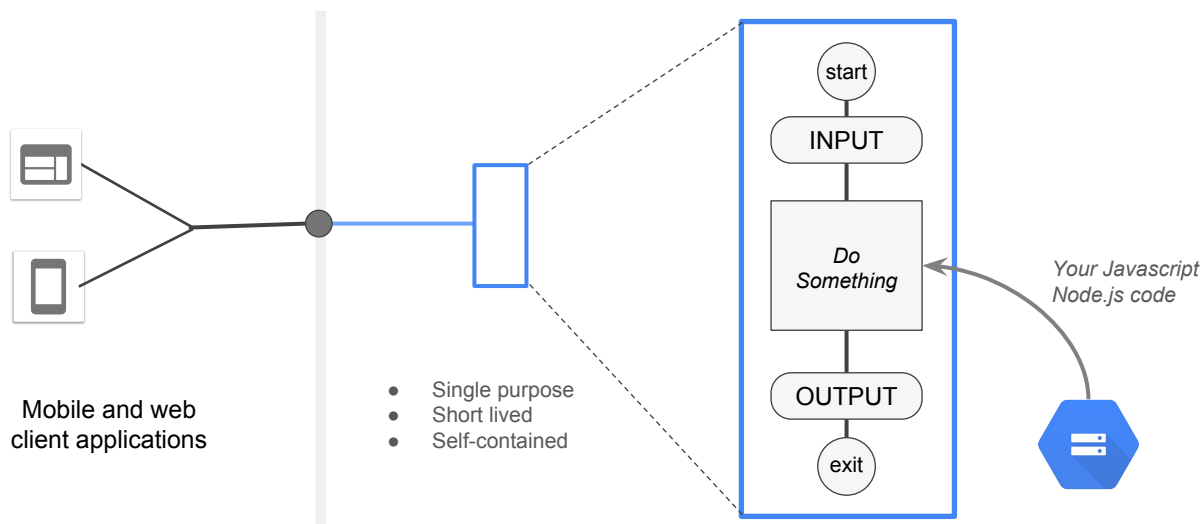 Mobile and web
client applications
● Single purpose
● Short lived
● Self-contained
start
INPUT
Do
Something
OUTPUT
exit
Your Javascript
Node.js code